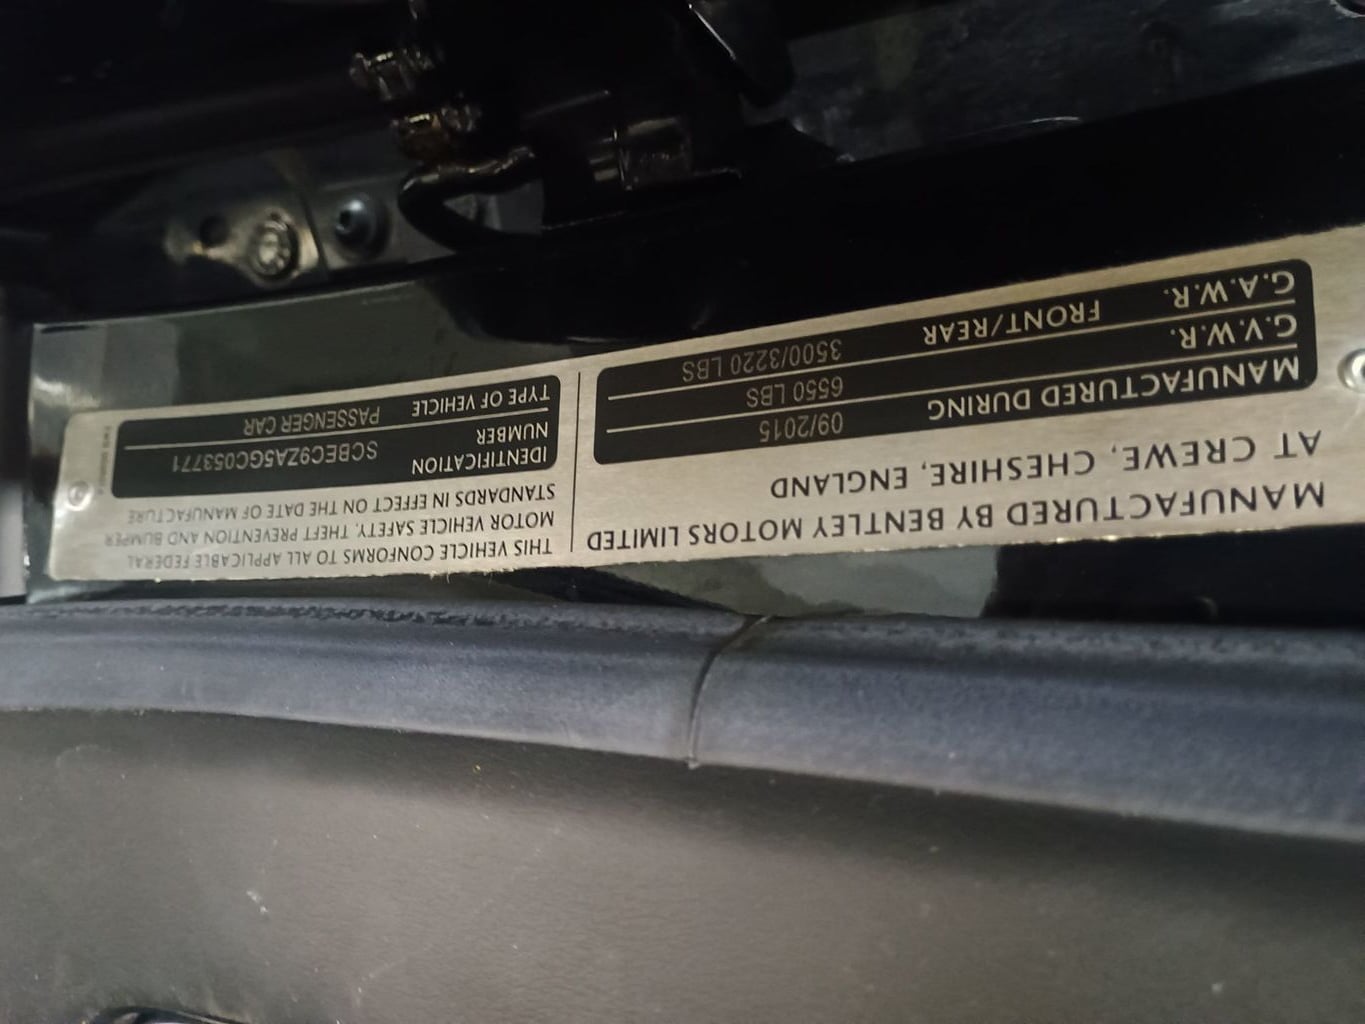 MANUFACTURED BY BENTLEY MOTORS LIMITED
AT CREWE, CHESHIRE, ENGLAND
MANUFACTURED DURING 09/2015
G.V.W.R. 6550 LBS
G.A.W.R. FRONT/REAR 3500/3220 LBS
THIS VEHICLE CONFORMS TO ALL APPLICABLE FEDERAL
MOTOR VEHICLE SAFETY, THEFT PREVENTION AND BUMPER
STANDARDS IN EFFECT ON THE DATE OF MANUFACTURE
IDENTIFICATION
NUMBER SCBEC9ZA5GC053771
TYPE OF VEHICLE PASSENGER CAR